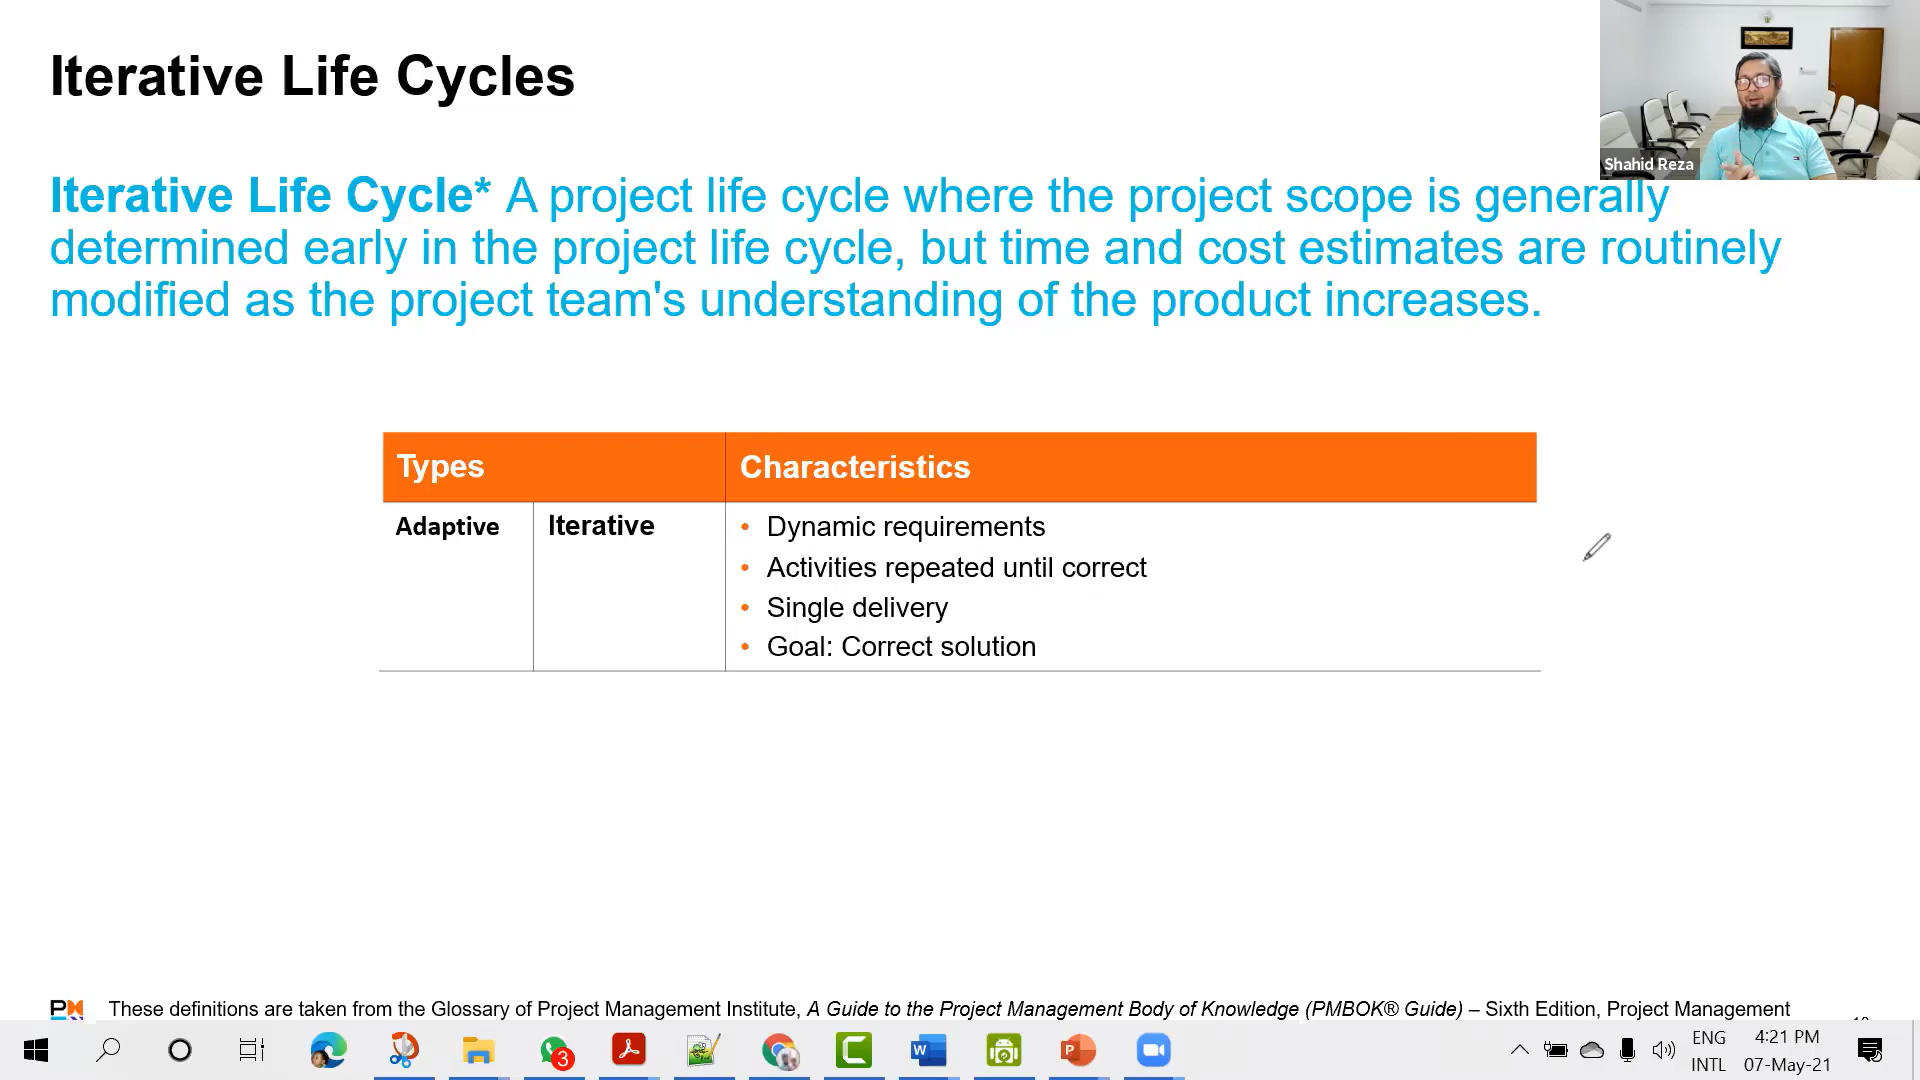 Iterative Life Cycles
Shahid Reza
Iterative Life Cycle* A project life cycle where the project scope is generally
determined early in the project life cycle, but time and cost estimates are routinely
modified as the project team's understanding of the product increases.
Types
Characteristics
Adaptive
Iterative
• Dynamic requirements
• Activities repeated until correct
• Single delivery
• Goal: Correct solution
These definitions are taken from the Glossary of Project Management Institute, A Guide to the Project Management Body of Knowledge (PMBOK® Guide) – Sixth Edition, Project Management
3
W
P
ENG
INTL
4:21 PM
07-May-21